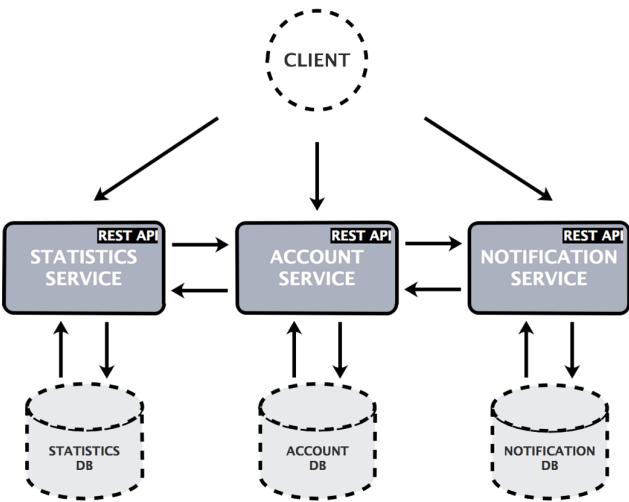 CLIENT
REST API
STATISTICS
SERVICE
REST API
ACCOUNT
SERVICE
REST API
NOTIFICATION
SERVICE
STATISTICS
DB
ACCOUNT
DB
NOTIFICATION
DB